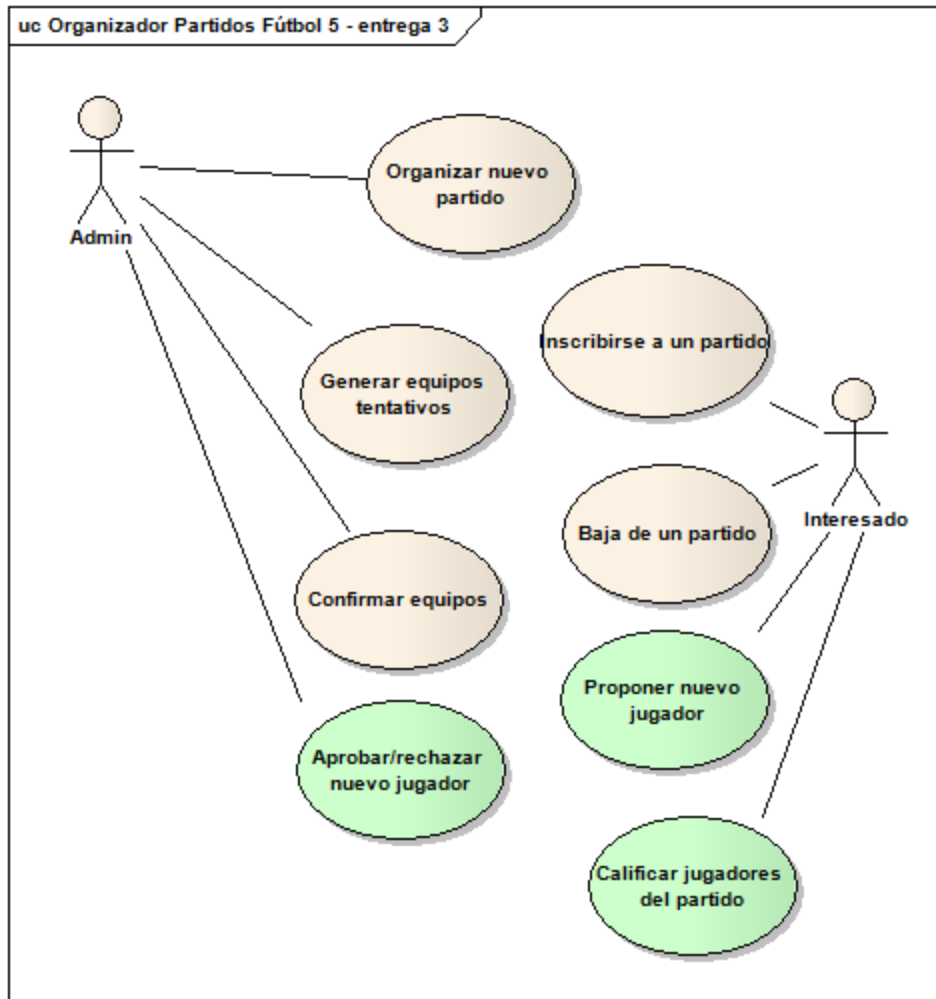 uc Organizador Partidos Fútbol 5 - entrega 3
Organizar nuevo
partido
Admin
Inscribirse a un partido
Generar equipos
tentativos
Interesado
Baja de un partido
Confirmar equipos
Proponer nuevo
jugador
Aprobar/rechazar
nuevo jugador
Calificar jugadores
del partido